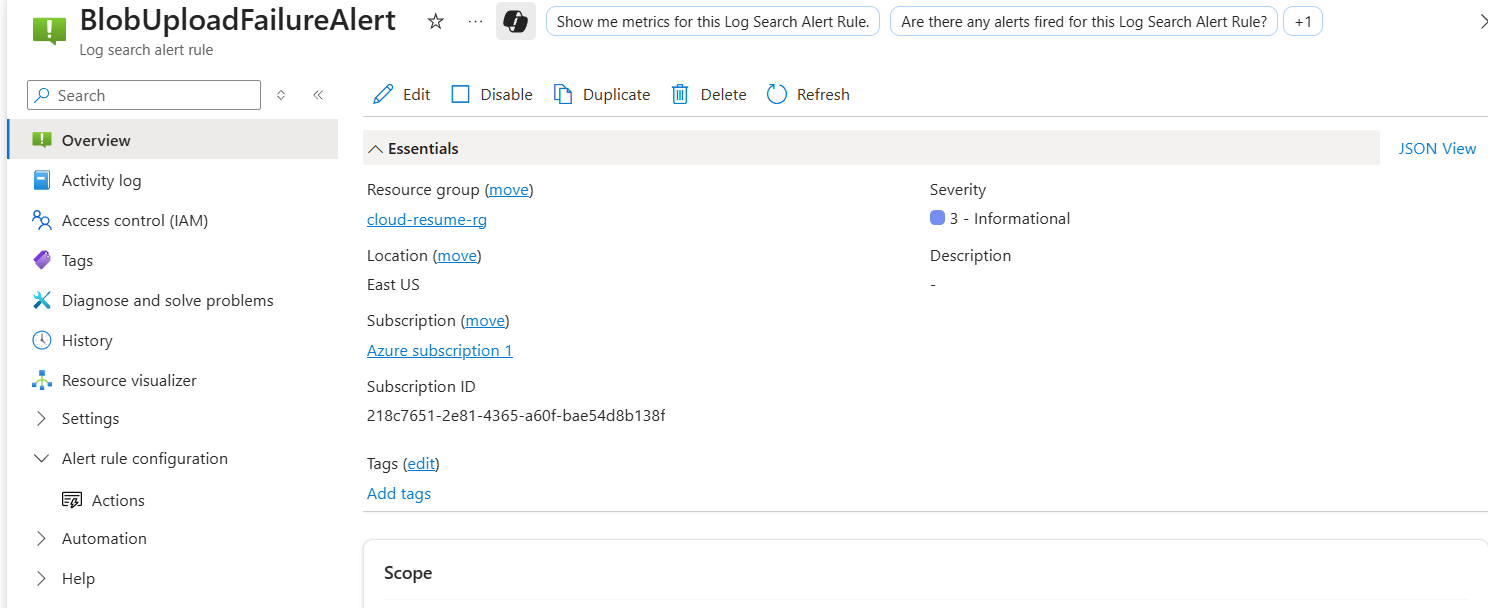 BlobUploadFailureAlert
Show me metrics for this Log Search Alert Rule.
Are there any alerts fired for this Log Search Alert Rule?
+1
Log search alert rule
Search
Edit
Disable
Duplicate
Delete
Refresh
Overview
Activity log
Access control (IAM)
Tags
Diagnose and solve problems
History
Resource visualizer
Settings
Alert rule configuration
Actions
Automation
Help
Essentials
JSON View
Resource group (move)
cloud-resume-rg
Location (move)
East US
Subscription (move)
Azure subscription 1
Subscription ID
218c7651-2e81-4365-a60f-bae54d8b138f
Tags (edit)
Add tags
Severity
3 - Informational
Description
-
Scope